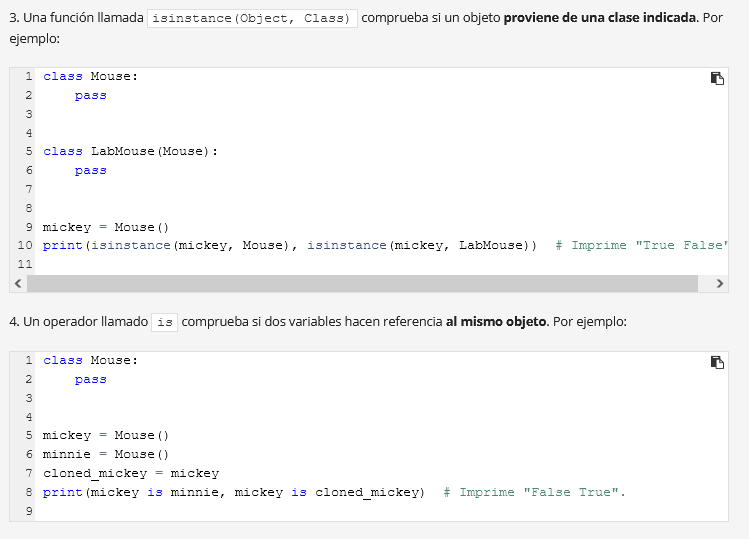 3. Una función llamada isinstance(Object, Class) comprueba si un objeto proviene de una clase indicada. Por
ejemplo:
1 class Mouse:
2     pass
3
4
5 class LabMouse(Mouse):
6     pass
7
8
9 mickey = Mouse()
10 print(isinstance(mickey, Mouse), isinstance(mickey, LabMouse))  # Imprime "True False"
11
4. Un operador llamado is comprueba si dos variables hacen referencia al mismo objeto. Por ejemplo:
1 class Mouse:
2     pass
3
4
5 mickey = Mouse()
6 minnie = Mouse()
7 cloned_mickey = mickey
8 print(mickey is minnie, mickey is cloned_mickey)  # Imprime "False True".
9